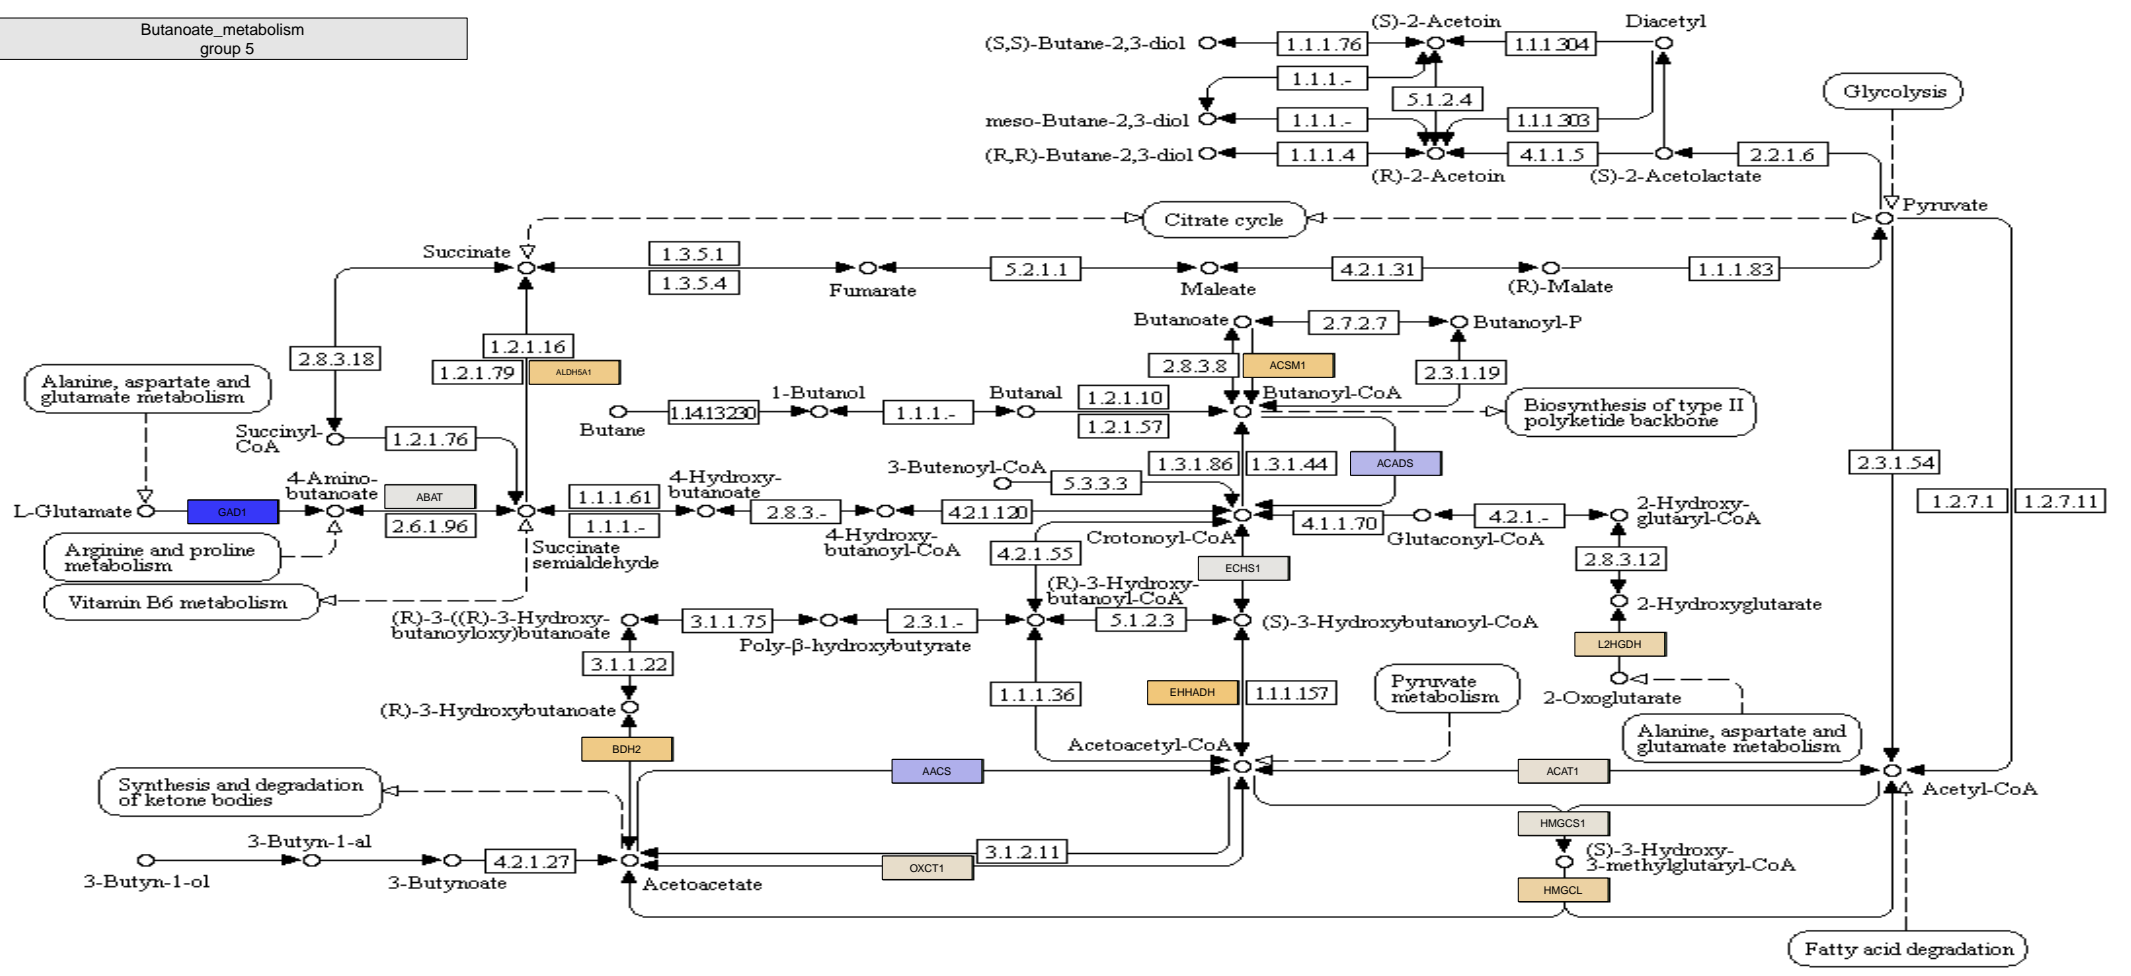 Butanoate_metabolism
group 5
(S)-2-Acetoin
Diacetyl
(S,S)-Butane-2,3-diol
1.1.1.76
1.1.1.304
1.1.1.-
Glycolysis
5.1.2.4
meso-Butane-2,3-diol
1.1.1.-
1.1.1.303
(R,R)-Butane-2,3-diol
1.1.1.4
4.1.1.5
2.2.1.6
(R)-2-Acetoin
(S)-2-Acetolactate
Citrate cycle
Pyruvate
Succinate
1.3.5.1
1.3.5.4
Fumarate
5.2.1.1
Maleate
4.2.1.31
(R)-Malate
1.1.1.83
Butanoate
2.7.2.7
Butanoyl-P
2.8.3.18
1.2.1.16
1.2.1.79
ALDH5A1
2.8.3.8
ACSM1
2.3.1.19
Alanine, aspartate and
glutamate metabolism
Butane
1.14.13.230
1-Butanol
1.1.1.-
Butanal
1.2.1.10
1.2.1.57
Butanoyl-CoA
Biosynthesis of type II
polyketide backbone
Succinyl-
CoA
1.2.1.76
3-Butenoyl-CoA
5.3.3.3
1.3.1.86
1.3.1.44
ACADS
2.3.1.54
1.2.7.1
1.2.7.11
L-Glutamate
GAD1
4-Amino-
butanoate
ABAT
2.6.1.96
1.1.1.61
1.1.1.-
4-Hydroxy-
butanoate
2.8.3.-
4.2.1.120
4-Hydroxy-
butanoyl-CoA
Crotonoyl-CoA
4.1.1.70
Glutaconyl-CoA
4.2.1.-
2-Hydroxy-
glutaryl-CoA
Arginine and proline
metabolism
Succinate
semialdehyde
4.2.1.55
ECHS1
2.8.3.12
Vitamin B6 metabolism
(R)-3-Hydroxy-
butanoyl-CoA
2-Hydroxyglutarate
(R)-3-((R)-3-Hydroxy-
butanoyloxy)butanoate
3.1.1.75
2.3.1.-
5.1.2.3
(S)-3-Hydroxybutanoyl-CoA
Poly-β-hydroxybutyrate
L2HGDH
3.1.1.22
1.1.1.36
EHHADH
1.1.1.157
Pyruvate
metabolism
2-Oxoglutarate
(R)-3-Hydroxybutanoate
Alanine, aspartate and
glutamate metabolism
BDH2
Acetoacetyl-CoA
AACS
ACAT1
Acetyl-CoA
Synthesis and degradation
of ketone bodies
HMGCS1
3-Butyn-1-al
4.2.1.27
3.1.2.11
(S)-3-Hydroxy-
3-methylglutaryl-CoA
3-Butyn-1-ol
3-Butynoate
Acetoacetate
OXCT1
HMGCL
Fatty acid degradation